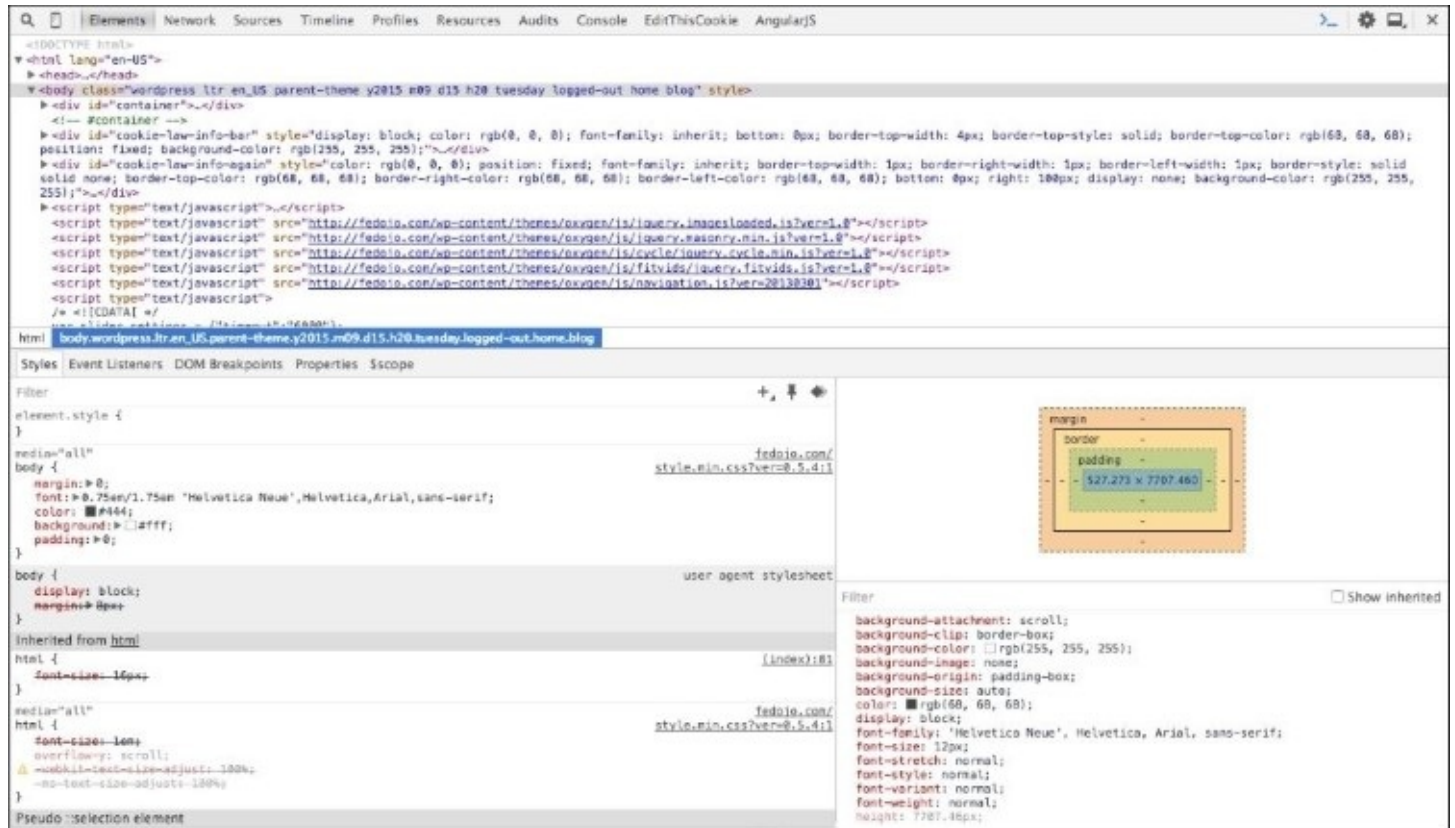 Elements Network Sources Timeline Profiles Resources Audits Console EditThisCookie AngularJS
<!DOCTYPE html>
<html lang="en-US">
<head>…</head>
<body class="wordpress ltr en_US parent-theme y2015 m09 d15 h20 tuesday logged-out home blog" style>
<div id="container">…</div>
<!-- #container -->
<div id="cookie-law-info-bar" style="display: block; color: rgb(0, 0, 0); font-family: inherit; bottom: 0px; border-top-width: 4px; border-top-style: solid; border-top-color: rgb(68, 68, 68);
position: fixed; background-color: rgb(255, 255, 255);">…</div>
<div id="cookie-law-info-again" style="color: rgb(0, 0, 0); position: fixed; font-family: inherit; border-top-width: 1px; border-right-width: 1px; border-left-width: 1px; border-style: solid
solid none; border-top-color: rgb(68, 68, 68); border-right-color: rgb(68, 68, 68); border-left-color: rgb(68, 68, 68); bottom: 0px; right: 100px; display: none; background-color: rgb(255, 255,
255);">…</div>
<script type="text/javascript">…</script>
<script type="text/javascript" src="http://fedojo.com/wp-content/themes/oxygen/js/jquery.imagesloaded.js?ver=1.0"></script>
<script type="text/javascript" src="http://fedojo.com/wp-content/themes/oxygen/js/jquery.masonry.min.js?ver=1.0"></script>
<script type="text/javascript" src="http://fedojo.com/wp-content/themes/oxygen/js/cycle/jquery.cycle.min.js?ver=1.0"></script>
<script type="text/javascript" src="http://fedojo.com/wp-content/themes/oxygen/js/fitvids/jquery.fitvids.js?ver=1.0"></script>
<script type="text/javascript" src="http://fedojo.com/wp-content/themes/oxygen/js/navigation.js?ver=20130301"></script>
<script type="text/javascript">
/* <![CDATA[ */
html body.wordpress.ltr.en_US.parent-theme.y2015.m09.d15.h20.tuesday.logged-out.home.blog
Styles Event Listeners DOM Breakpoints Properties $scope
Filter
element.style {
}
media="all" fedojo.com/
body { style.min.css?ver=0.5.4:1
margin: 0;
font: 0.75em/1.75em 'Helvetica Neue',Helvetica,Arial,sans-serif;
color: #444;
background: #fff;
padding: 0;
}
body { user agent stylesheet
display: block;
margin: 8px;
}
Inherited from html
html { (index):81
font-size: 16px;
}
media="all" fedojo.com/
html { style.min.css?ver=0.5.4:1
font-size: 1em;
overflow-y: scroll;
-webkit-text-size-adjust: 100%;
-ms-text-size-adjust: 100%;
}
Pseudo ::selection element
margin -
border -
padding -
- - - 527.273 × 7707.460 - - -
-
-
-
Filter Show inherited
background-attachment: scroll;
background-clip: border-box;
background-color: rgb(255, 255, 255);
background-image: none;
background-origin: padding-box;
background-size: auto;
color: rgb(68, 68, 68);
display: block;
font-family: 'Helvetica Neue', Helvetica, Arial, sans-serif;
font-size: 12px;
font-stretch: normal;
font-style: normal;
font-variant: normal;
font-weight: normal;
height: 7707.46px;